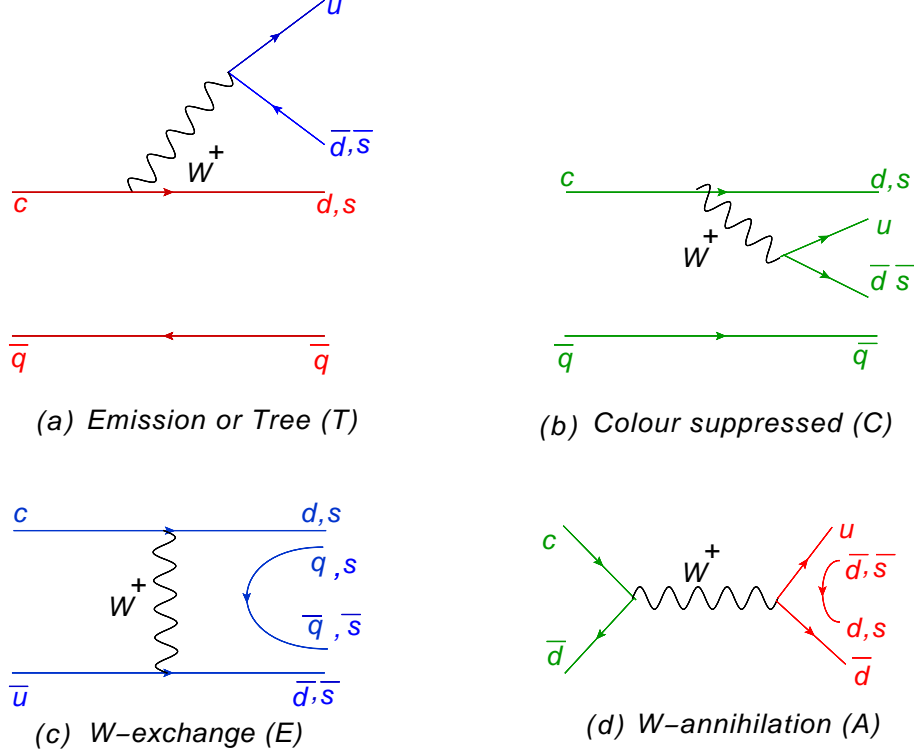 u
d̅,s̅
W⁺
c
d,s
q̅
q̅
(a) Emission or Tree (T)
c
d,s
u
W⁺
d̅ s̅
q̅
q̅
(b) Colour suppressed (C)
c
d,s
q ,s
W⁺
q̅ ,s̅
u̅
d̅,s̅
(c) W–exchange (E)
c
W⁺
u
d̅,s̅
d̅
d,s
d̅
(d) W–annihilation (A)